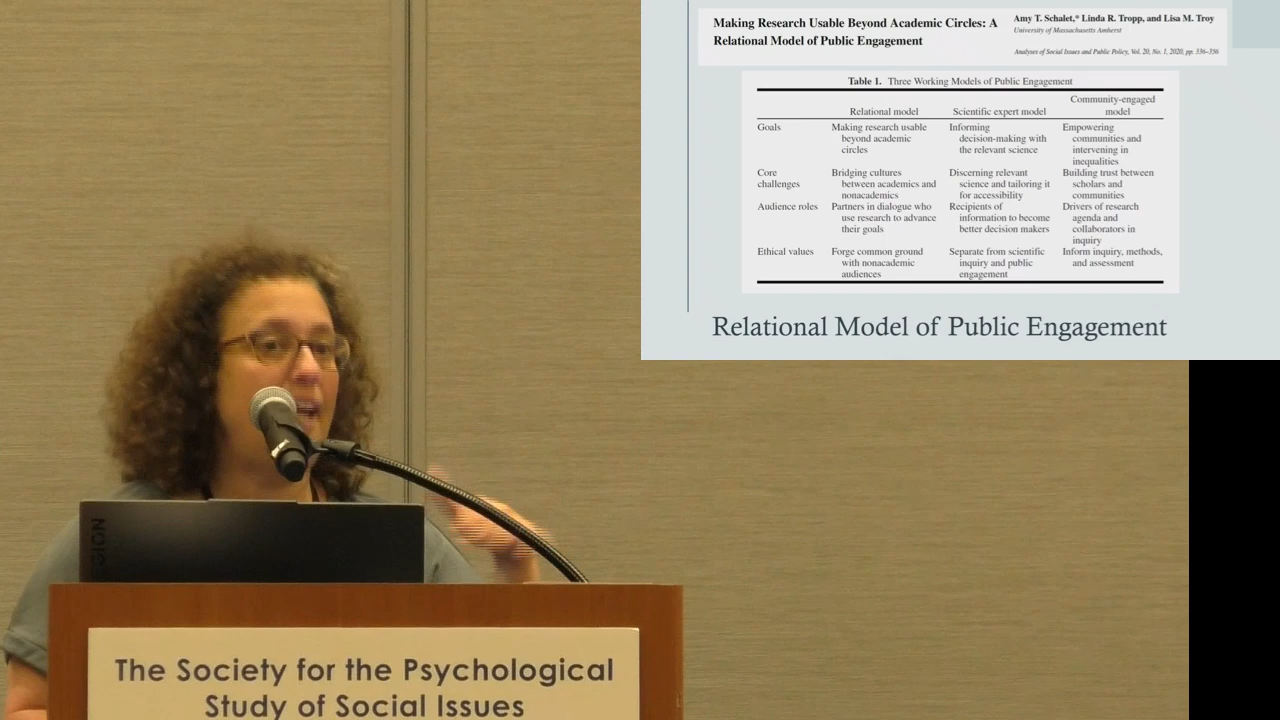 Making Research Usable Beyond Academic Circles: A
Relational Model of Public Engagement
Amy T. Schalet,* Linda R. Tropp, and Lisa M. Troy
University of Massachusetts Amherst
Analyses of Social Issues and Public Policy, Vol. 20, No. 1, 2020, pp. 336–356
Table 1. Three Working Models of Public Engagement
Relational model
Scientific expert model
Community-engaged
model
Goals
Making research usable
beyond academic
circles
Informing
decision-making with
the relevant science
Empowering
communities and
intervening in
inequalities
Core
challenges
Bridging cultures
between academics and
nonacademics
Discerning relevant
science and tailoring it
for accessibility
Building trust between
scholars and
communities
Audience roles
Partners in dialogue who
use research to advance
their goals
Recipients of
information to become
better decision makers
Drivers of research
agenda and
collaborators in
inquiry
Ethical values
Forge common ground
with nonacademic
audiences
Separate from scientific
inquiry and public
engagement
Inform inquiry, methods,
and assessment
Relational Model of Public Engagement
The Society for the Psychological
Study of Social Issues